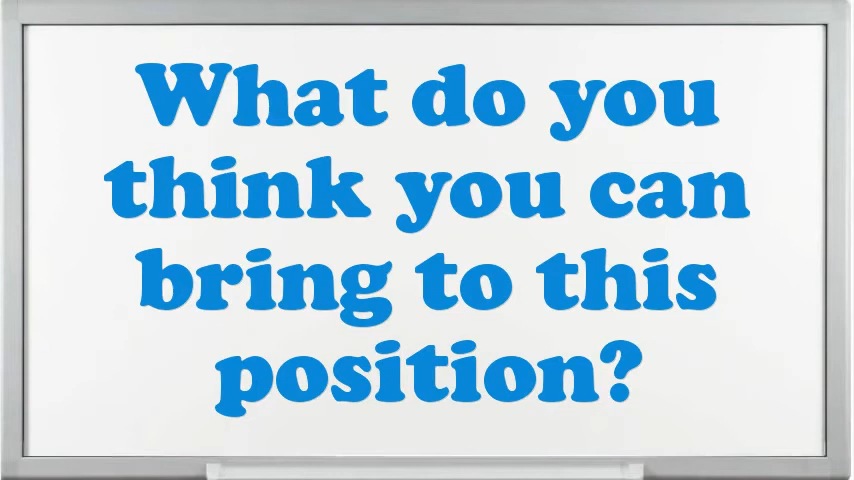 What do you
think you can
bring to this
position?